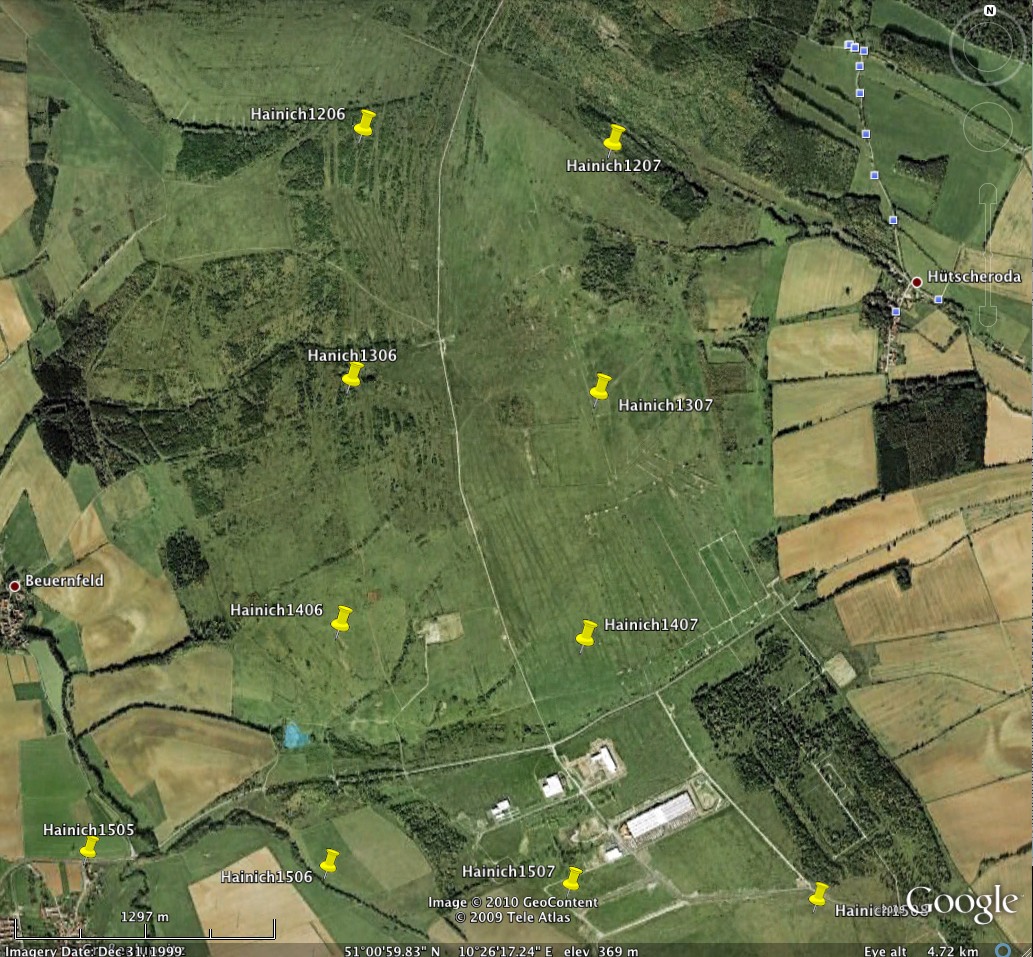 N
Hainich1206
Hainich1207
Hütscheroda
Hanich1306
Hainich1307
Beuernfeld
Hainich1406
Hainich1407
Hainich1505
Hainich1506
Hainich1507
Image © 2010 GeoContent
© 2009 Tele Atlas
Google
1297 m
Imagery Date: Dec 31, 1999
51°00'59.83" N 10°26'17.24" E elev 369 m
Eye alt 4.72 km